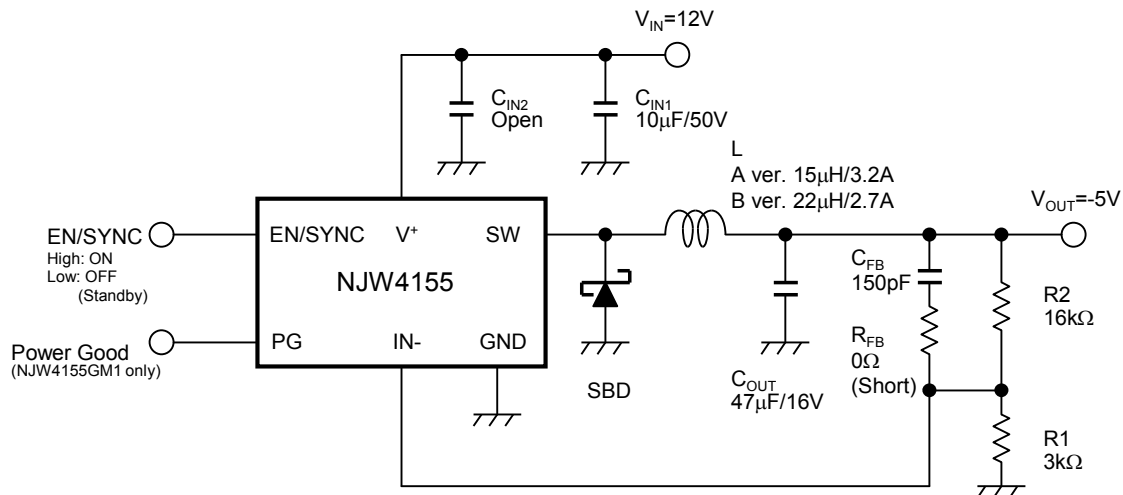 V_IN=12V
C_IN2
Open
C_IN1
10µF/50V
L
A ver. 15µH/3.2A
B ver. 22µH/2.7A
V_OUT=-5V
EN/SYNC
High: ON
Low: OFF
(Standby)
EN/SYNC V⁺ SW
NJW4155
PG IN- GND
Power Good
(NJW4155GM1 only)
SBD
C_FB
150pF
R_FB
0Ω
(Short)
R2
16kΩ
C_OUT
47µF/16V
R1
3kΩ